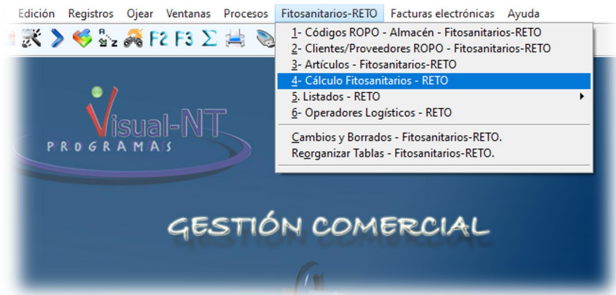 Edición Registros Ojear Ventanas Procesos Fitosanitarios-RETO Facturas electrónicas Ayuda
F2 F3 Σ
1- Códigos ROPO - Almacén - Fitosanitarios-RETO
2- Clientes/Proveedores ROPO - Fitosanitarios-RETO
3- Artículos - Fitosanitarios-RETO
4- Cálculo Fitosanitarios - RETO
5. Listados - RETO
6- Operadores Logísticos - RETO
Cambios y Borrados - Fitosanitarios-RETO.
Reorganizar Tablas - Fitosanitarios-RETO.
Visual-NT
PROGRAMAS
GESTIÓN COMERCIAL